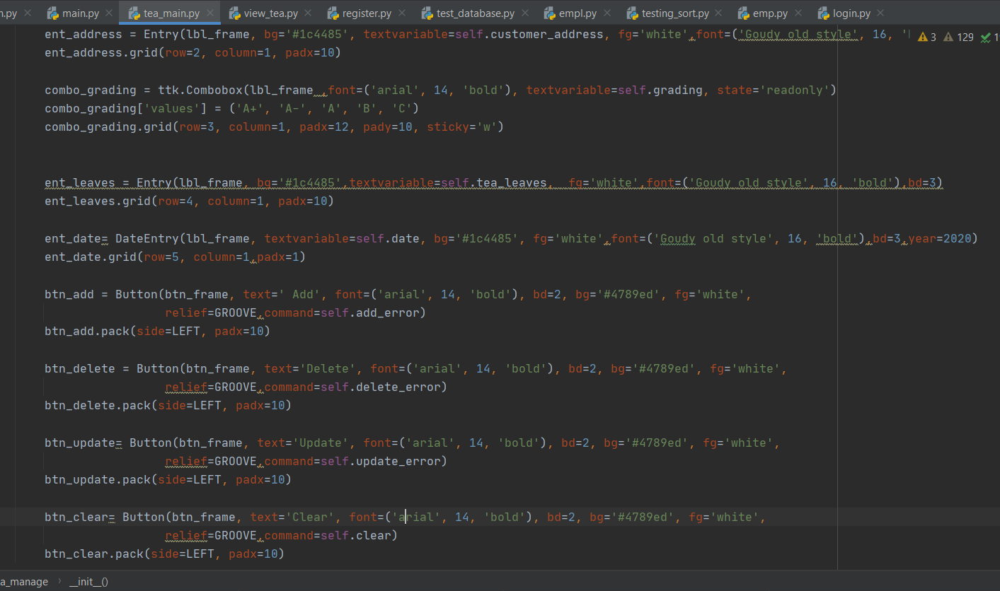 n.py main.py tea_main.py view_tea.py register.py test_database.py empl.py testing_sort.py emp.py login.py
ent_address = Entry(lbl_frame, bg='#1c4485', textvariable=self.customer_address, fg='white',font=('Goudy old style', 16, ' 3 129 1
ent_address.grid(row=2, column=1, padx=10)
combo_grading = ttk.Combobox(lbl_frame ,font=('arial', 14, 'bold'), textvariable=self.grading, state='readonly')
combo_grading['values'] = ('A+', 'A-', 'A', 'B', 'C')
combo_grading.grid(row=3, column=1, padx=12, pady=10, sticky='w')
ent_leaves = Entry(lbl_frame, bg='#1c4485',textvariable=self.tea_leaves,  fg='white',font=('Goudy old style', 16, 'bold'),bd=3)
ent_leaves.grid(row=4, column=1, padx=10)
ent_date= DateEntry(lbl_frame, textvariable=self.date, bg='#1c4485', fg='white',font=('Goudy old style', 16, 'bold'),bd=3,year=2020)
ent_date.grid(row=5, column=1,padx=1)
btn_add = Button(btn_frame, text=' Add', font=('arial', 14, 'bold'), bd=2, bg='#4789ed', fg='white',
relief=GROOVE,command=self.add_error)
btn_add.pack(side=LEFT, padx=10)
btn_delete = Button(btn_frame, text='Delete', font=('arial', 14, 'bold'), bd=2, bg='#4789ed', fg='white',
relief=GROOVE,command=self.delete_error)
btn_delete.pack(side=LEFT, padx=10)
btn_update= Button(btn_frame, text='Update', font=('arial', 14, 'bold'), bd=2, bg='#4789ed', fg='white',
relief=GROOVE,command=self.update_error)
btn_update.pack(side=LEFT, padx=10)
btn_clear= Button(btn_frame, text='Clear', font=('arial', 14, 'bold'), bd=2, bg='#4789ed', fg='white',
relief=GROOVE,command=self.clear)
btn_clear.pack(side=LEFT, padx=10)
a_manage › __init__()